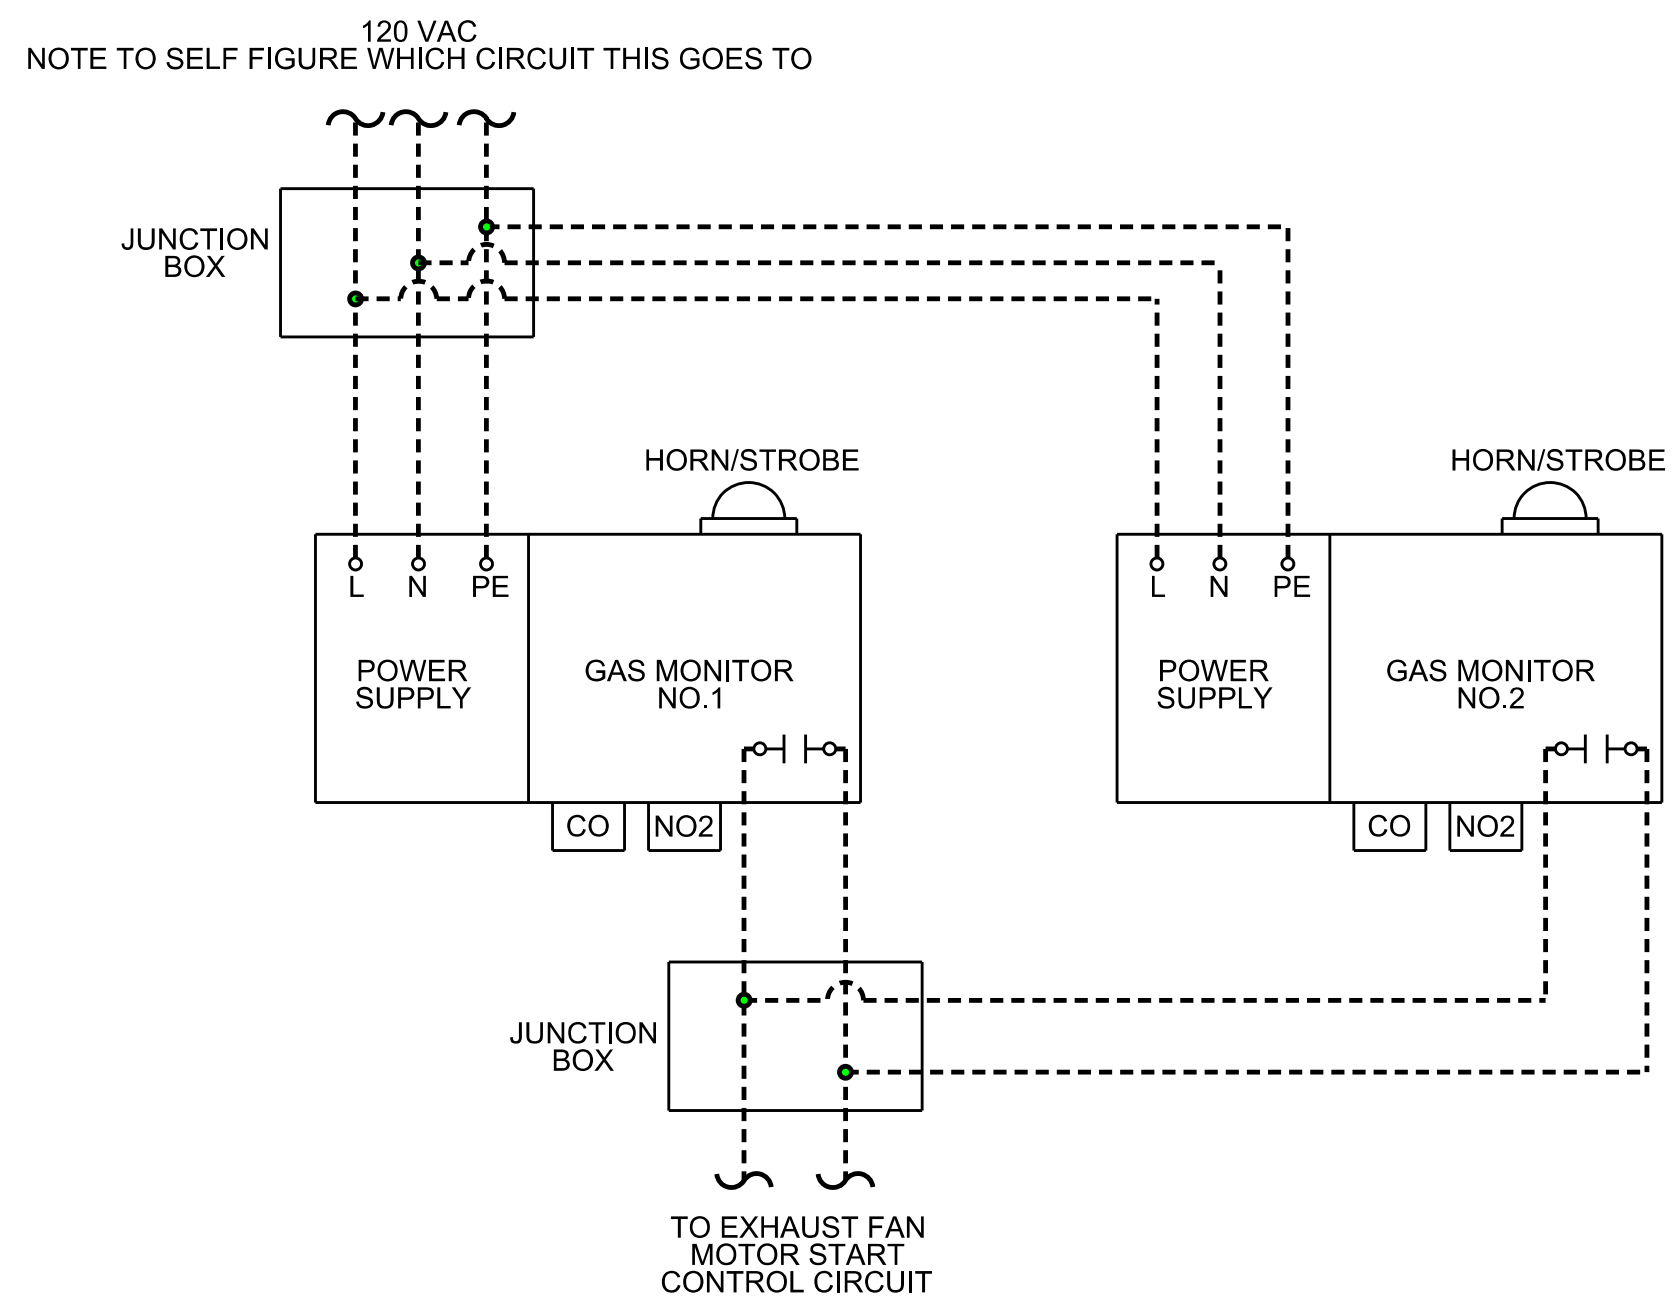 120 VAC
NOTE TO SELF FIGURE WHICH CIRCUIT THIS GOES TO
JUNCTION
BOX
HORN/STROBE
HORN/STROBE
L N PE
L N PE
POWER
SUPPLY
GAS MONITOR
NO.1
POWER
SUPPLY
GAS MONITOR
NO.2
CO
NO2
CO
NO2
JUNCTION
BOX
TO EXHAUST FAN
MOTOR START
CONTROL CIRCUIT